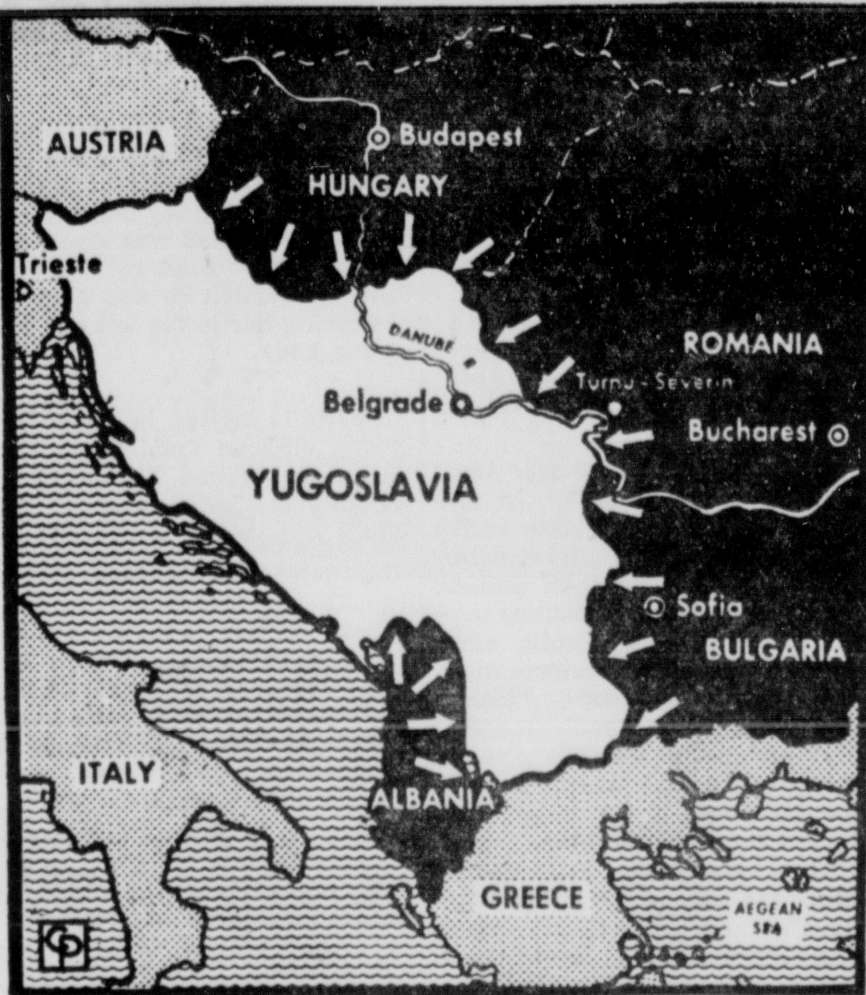 AUSTRIA
Budapest
HUNGARY
Trieste
DANUBE R
ROMANIA
Turnu-Severin
Belgrade
Bucharest
YUGOSLAVIA
Sofia
BULGARIA
ITALY
ALBANIA
GREECE
AEGEAN
SEA
CP